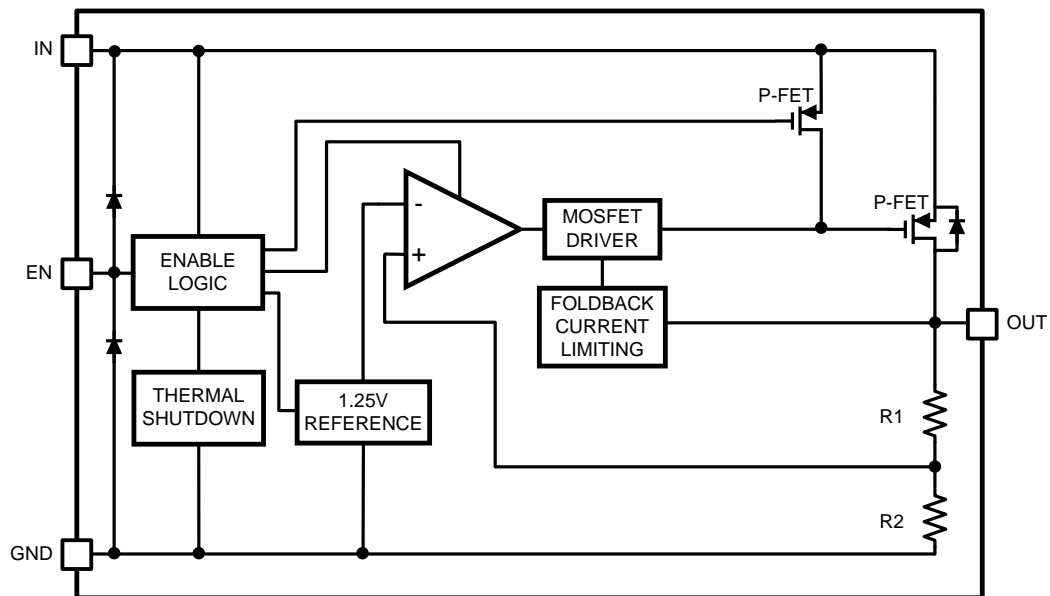 IN
P-FET
P-FET
-
+
MOSFET
DRIVER
EN
ENABLE
LOGIC
FOLDBACK
CURRENT
LIMITING
OUT
THERMAL
SHUTDOWN
1.25V
REFERENCE
R1
R2
GND